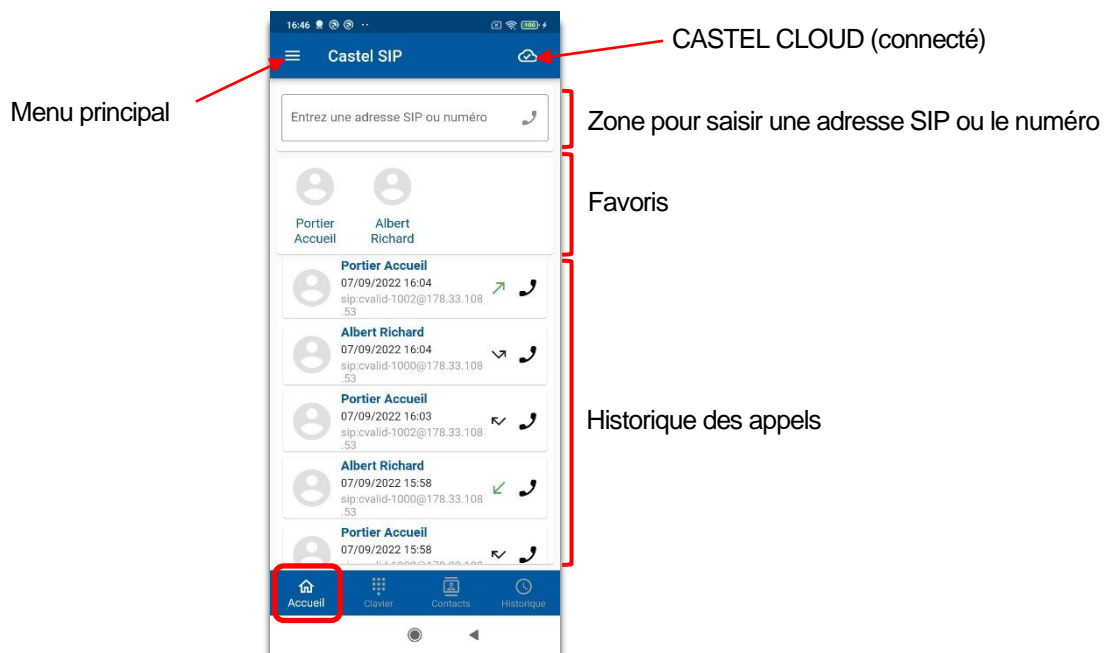 16:46
100
Castel SIP
CASTEL CLOUD (connecté)
Menu principal
Entrez une adresse SIP ou numéro
Zone pour saisir une adresse SIP ou le numéro
Portier
Accueil
Albert
Richard
Favoris
Portier Accueil
07/09/2022 16:04
sip:cvalid-1002@178.33.108
.53
Albert Richard
07/09/2022 16:04
sip:cvalid-1000@178.33.108
.53
Portier Accueil
07/09/2022 16:03
sip:cvalid-1002@178.33.108
.53
Historique des appels
Albert Richard
07/09/2022 15:58
sip:cvalid-1000@178.33.108
.53
Portier Accueil
07/09/2022 15:58
Accueil
Clavier
Contacts
Historique